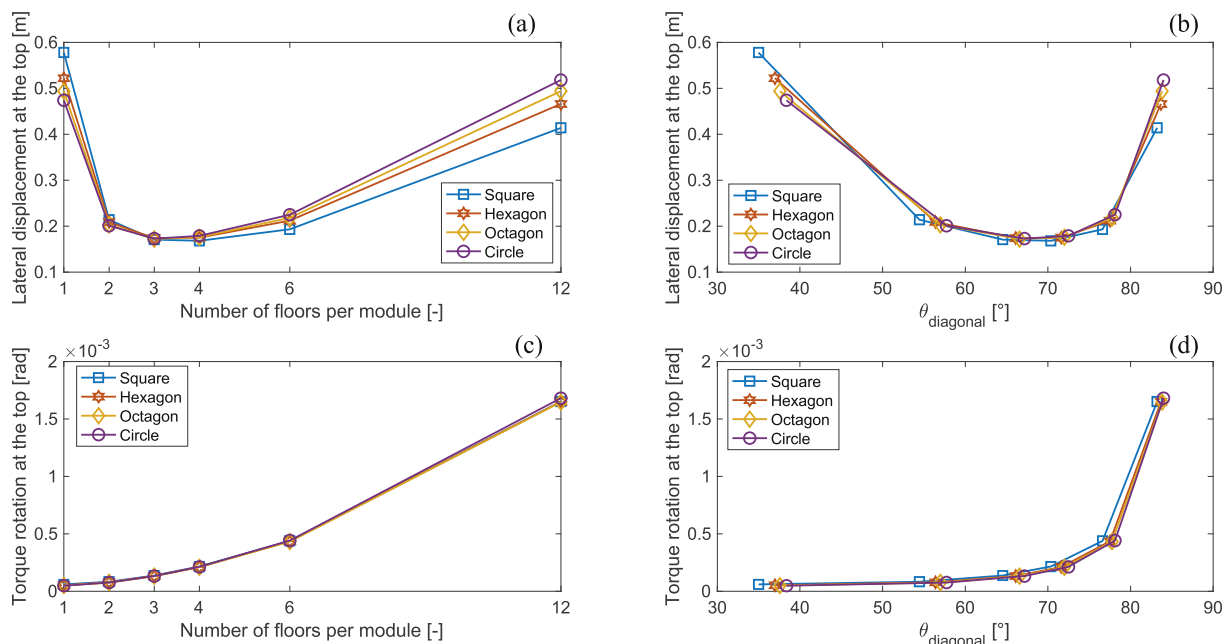 (a)
Lateral displacement at the top [m]
0.6
0.5
0.4
0.3
0.2
0.1
Square
Hexagon
Octagon
Circle
1 2 3 4 6 12
Number of floors per module [-]
(b)
Lateral displacement at the top [m]
0.6
0.5
0.4
0.3
0.2
0.1
Square
Hexagon
Octagon
Circle
30 40 50 60 70 80 90
θdiagonal [°]
(c)
×10-3
Torque rotation at the top [rad]
2
1.5
1
0.5
0
Square
Hexagon
Octagon
Circle
1 2 3 4 6 12
Number of floors per module [-]
(d)
×10-3
Torque rotation at the top [rad]
2
1.5
1
0.5
0
Square
Hexagon
Octagon
Circle
30 40 50 60 70 80 90
θdiagonal [°]